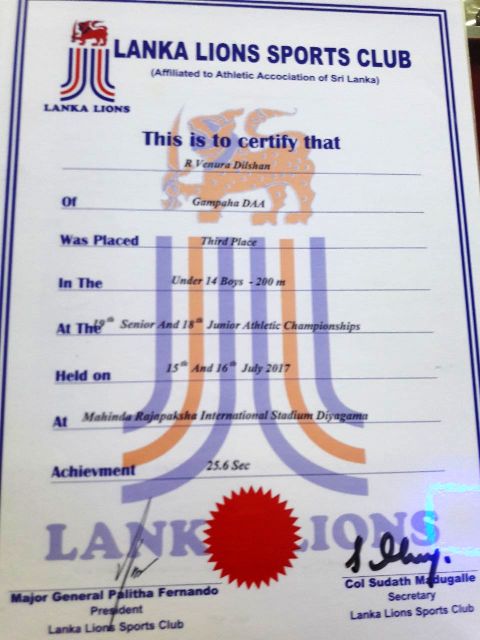 LANKA LIONS SPORTS CLUB
(Affiliated to Athletic Accociation of Sri Lanka)
LANKA LIONS
This is to certify that
R.Venura Dilshan
Of Gampaha DAA
Was Placed Third Place
In The Under 14 Boys - 200 m
At The 19th Senior And 18th Junior Athletic Championships
Held on 15th And 16th July 2017
At Mahinda Rajapaksha International Stadium Diyagama
Achievment 25.6 Sec
LANKA LIONS
Major General Palitha Fernando
President
Lanka Lions Sports Club
Col Sudath Madugalle
Secretary
Lanka Lions Sports Club